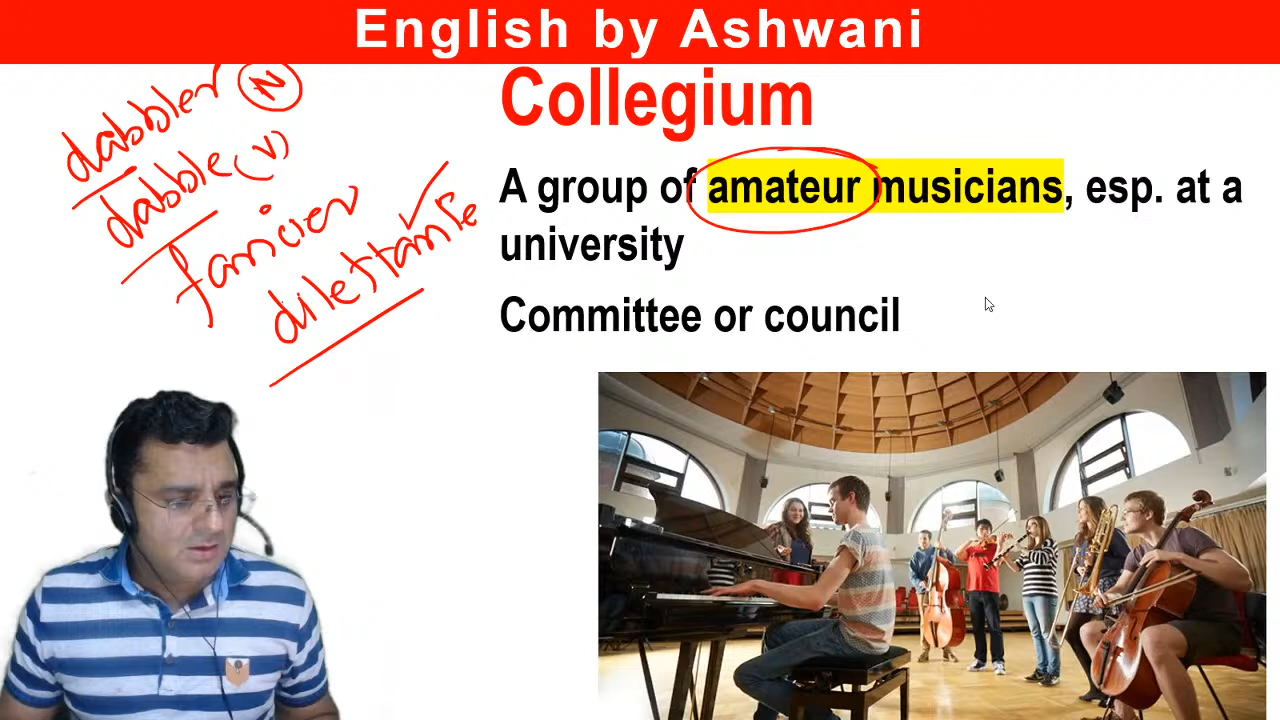 English by Ashwani
Collegium
A group of amateur musicians, esp. at a
university
Committee or council
dabbler N
dabble (v)
fancier
dilettante